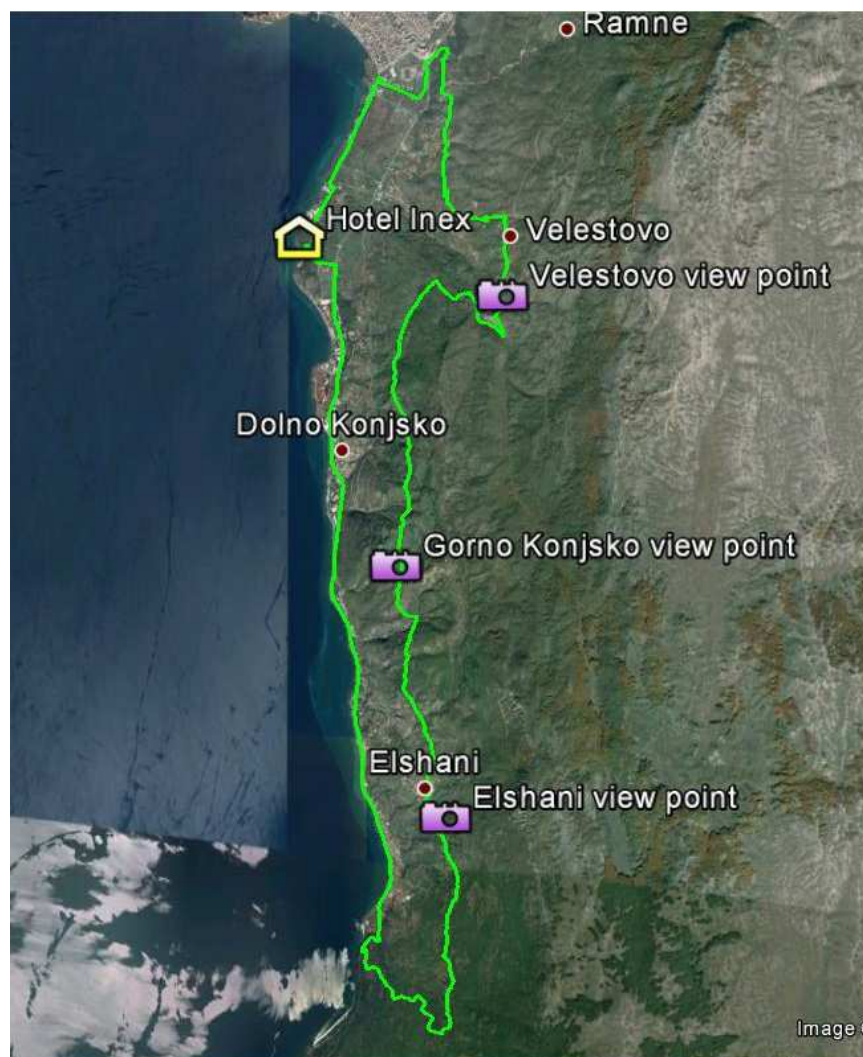 Ramne
Hotel Inex
Velestovo
Velestovo view point
Dolno Konjsko
Gorno Konjsko view point
Elshani
Elshani view point
Image